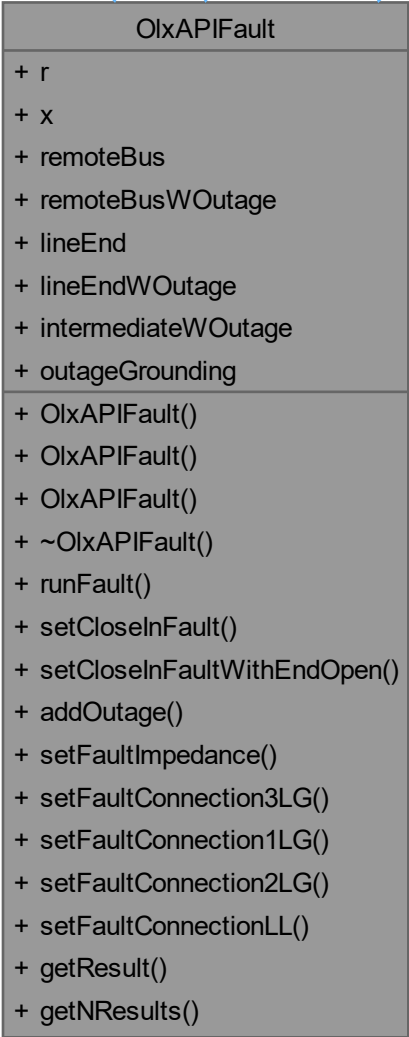 OlxAPIFault
+ r
+ x
+ remoteBus
+ remoteBusWOutage
+ lineEnd
+ lineEndWOutage
+ intermediateWOutage
+ outageGrounding
+ OlxAPIFault()
+ OlxAPIFault()
+ OlxAPIFault()
+ ~OlxAPIFault()
+ runFault()
+ setCloseInFault()
+ setCloseInFaultWithEndOpen()
+ addOutage()
+ setFaultImpedance()
+ setFaultConnection3LG()
+ setFaultConnection1LG()
+ setFaultConnection2LG()
+ setFaultConnectionLL()
+ getResult()
+ getNResults()